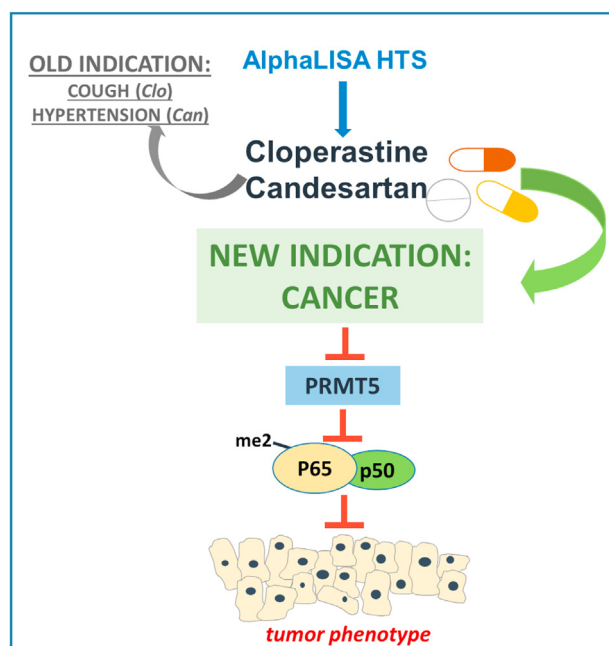 OLD INDICATION:
COUGH (Clo)
HYPERTENSION (Can)
AlphaLISA HTS
Cloperastine
Candesartan
NEW INDICATION:
CANCER
PRMT5
me2
P65
p50
tumor phenotype